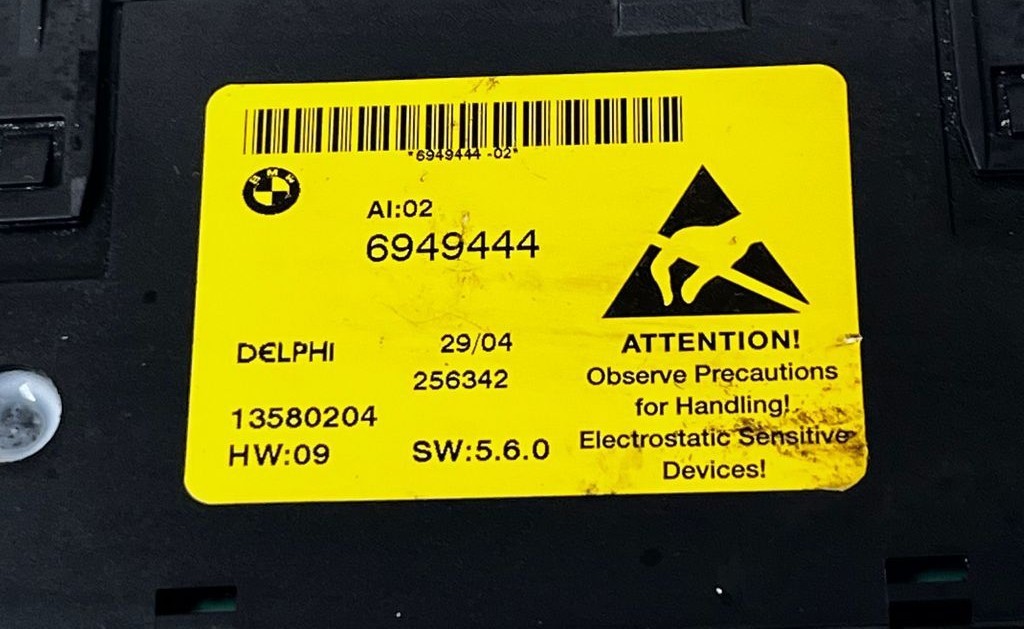 *6949444 -02*
BMW
AI:02
6949444
DELPHI 29/04
256342
13580204
HW:09 SW:5.6.0
ATTENTION!
Observe Precautions
for Handling!
Electrostatic Sensitive
Devices!